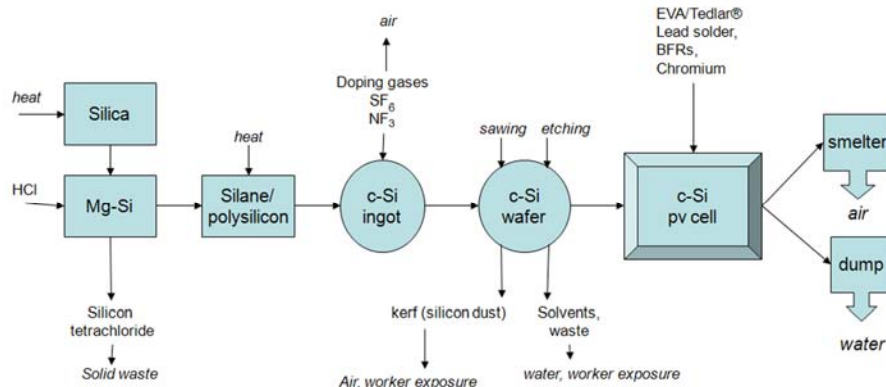 EVA/Tedlar®
Lead solder,
BFRs,
Chromium
air
Doping gases
SF6
NF3
heat
Silica
heat
sawing
etching
smelter
air
HCl
Mg-Si
Silane/
polysilicon
c-Si
ingot
c-Si
wafer
c-Si
pv cell
dump
water
Silicon
tetrachloride
Solid waste
kerf (silicon dust)
Air, worker exposure
Solvents,
waste
water, worker exposure